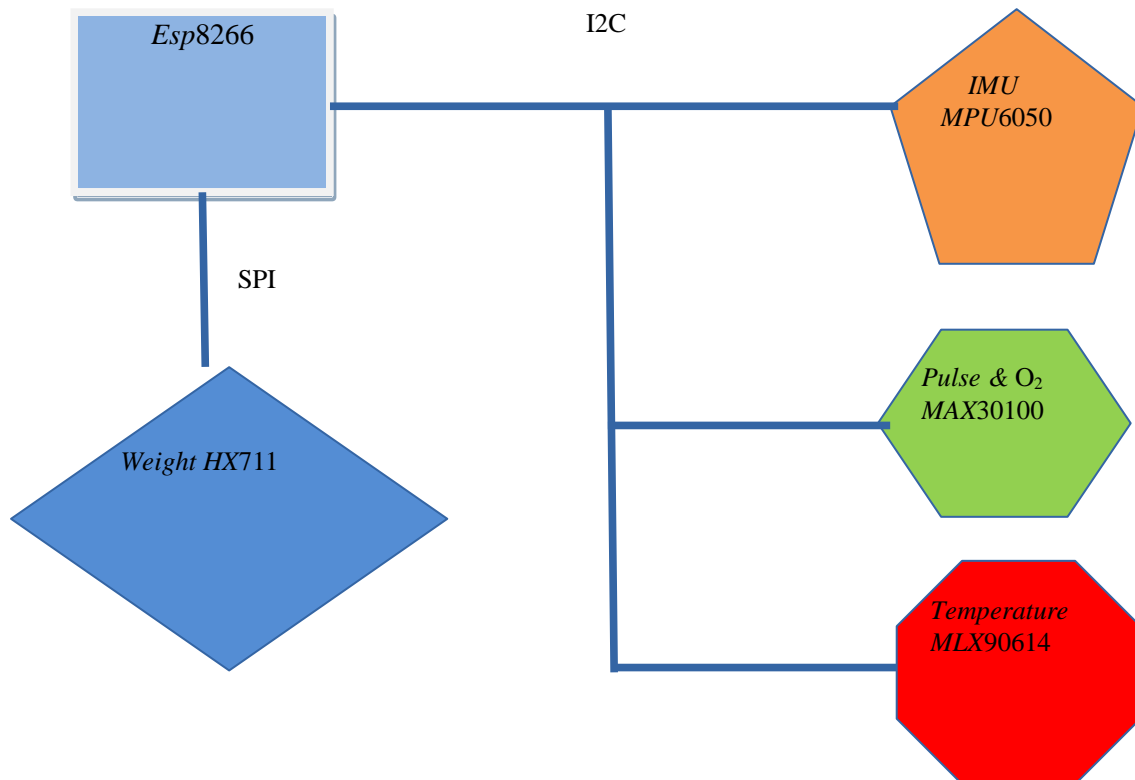 Esp8266
I2C
IMU
MPU6050
SPI
Pulse & O₂
MAX30100
Weight HX711
Temperature
MLX90614